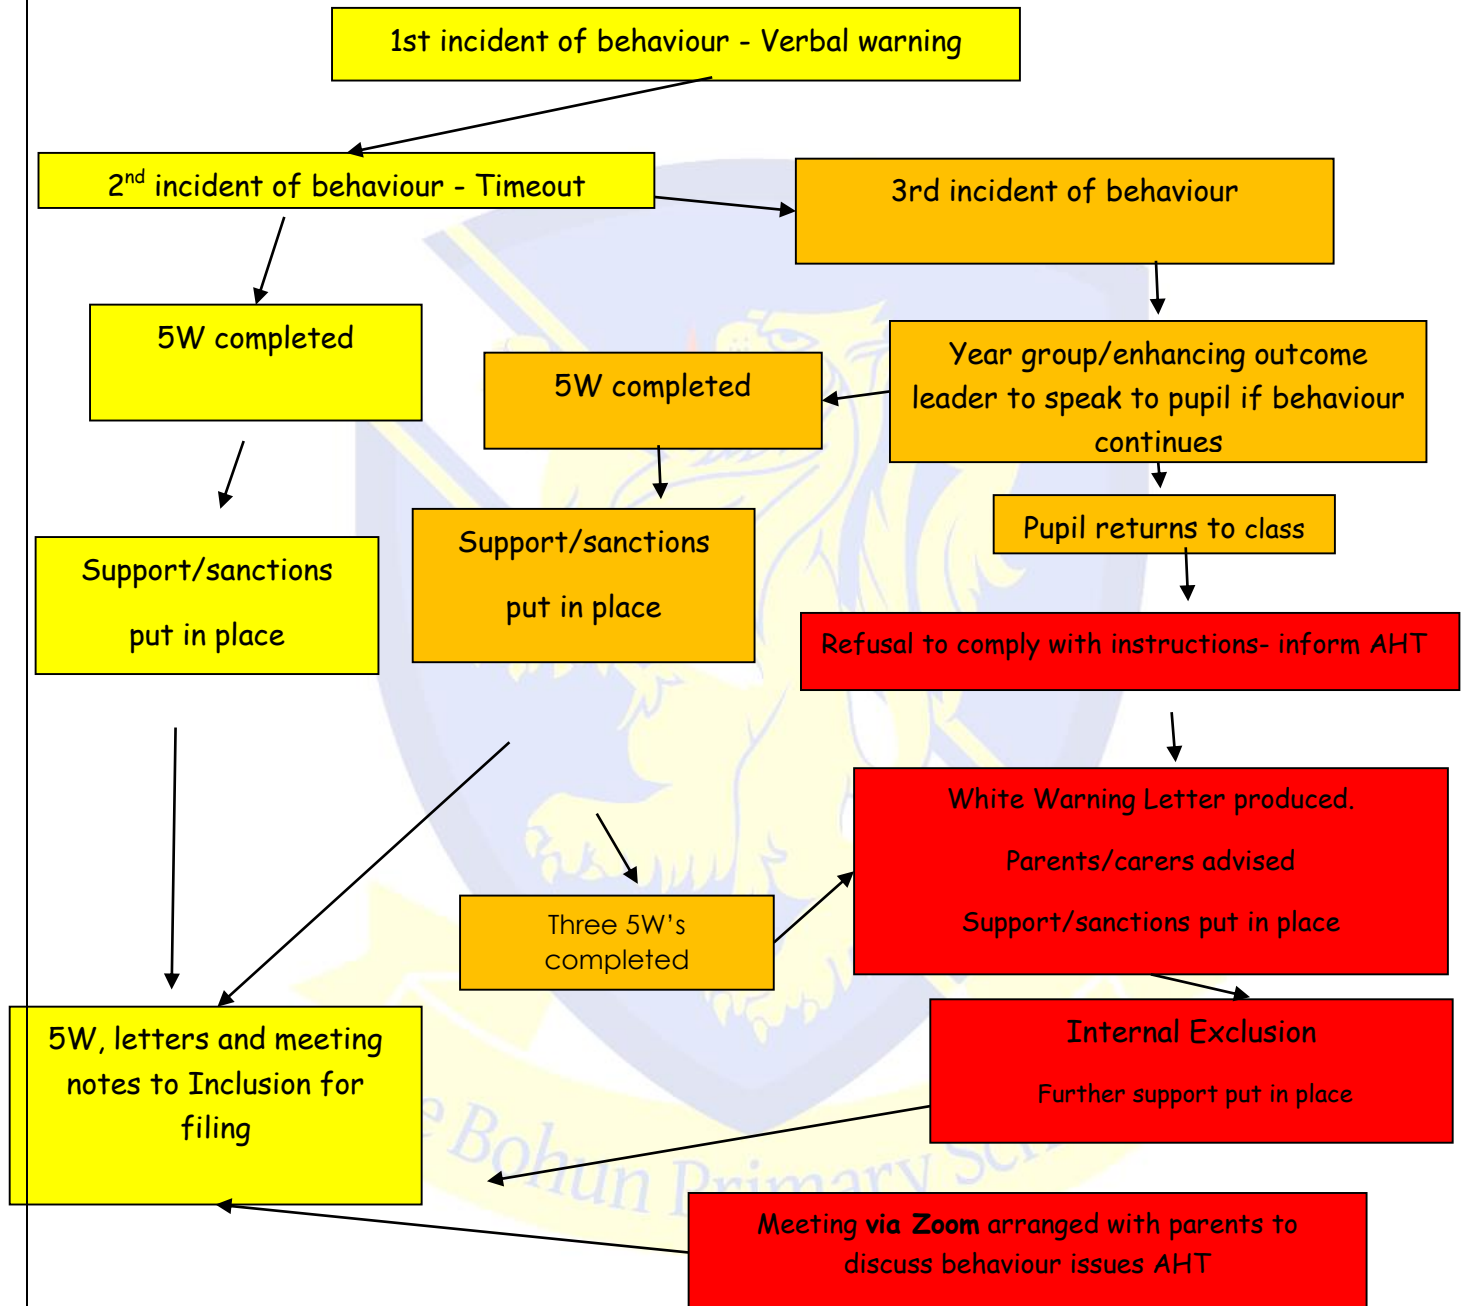 1st incident of behaviour - Verbal warning
2nd incident of behaviour - Timeout
3rd incident of behaviour
5W completed
5W completed
Year group/enhancing outcome
leader to speak to pupil if behaviour
continues
Pupil returns to class
Support/sanctions
put in place
Support/sanctions
put in place
Refusal to comply with instructions- inform AHT
White Warning Letter produced.
Parents/carers advised
Support/sanctions put in place
Three 5W's
completed
5W, letters and meeting
notes to Inclusion for
filing
Internal Exclusion
Further support put in place
Bohun Primary
Meeting via Zoom arranged with parents to
discuss behaviour issues AHT